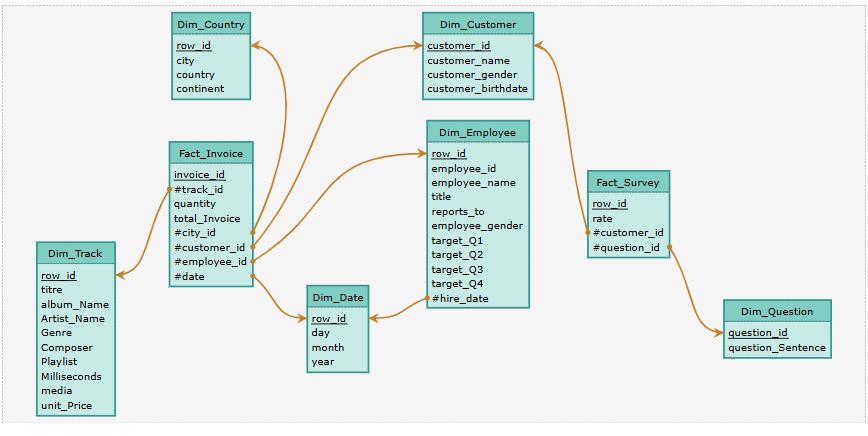 Dim_Country
row_id
city
country
continent
Dim_Customer
customer_id
customer_name
customer_gender
customer_birthdate
Fact_Invoice
invoice_id
#track_id
quantity
total_Invoice
#city_id
#customer_id
#employee_id
#date
Dim_Employee
row_id
employee_id
employee_name
title
reports_to
employee_gender
target_Q1
target_Q2
target_Q3
target_Q4
#hire_date
Fact_Survey
row_id
rate
#customer_id
#question_id
Dim_Track
row_id
titre
album_Name
Artist_Name
Genre
Composer
Playlist
Milliseconds
media
unit_Price
Dim_Date
row_id
day
month
year
Dim_Question
question_id
question_Sentence